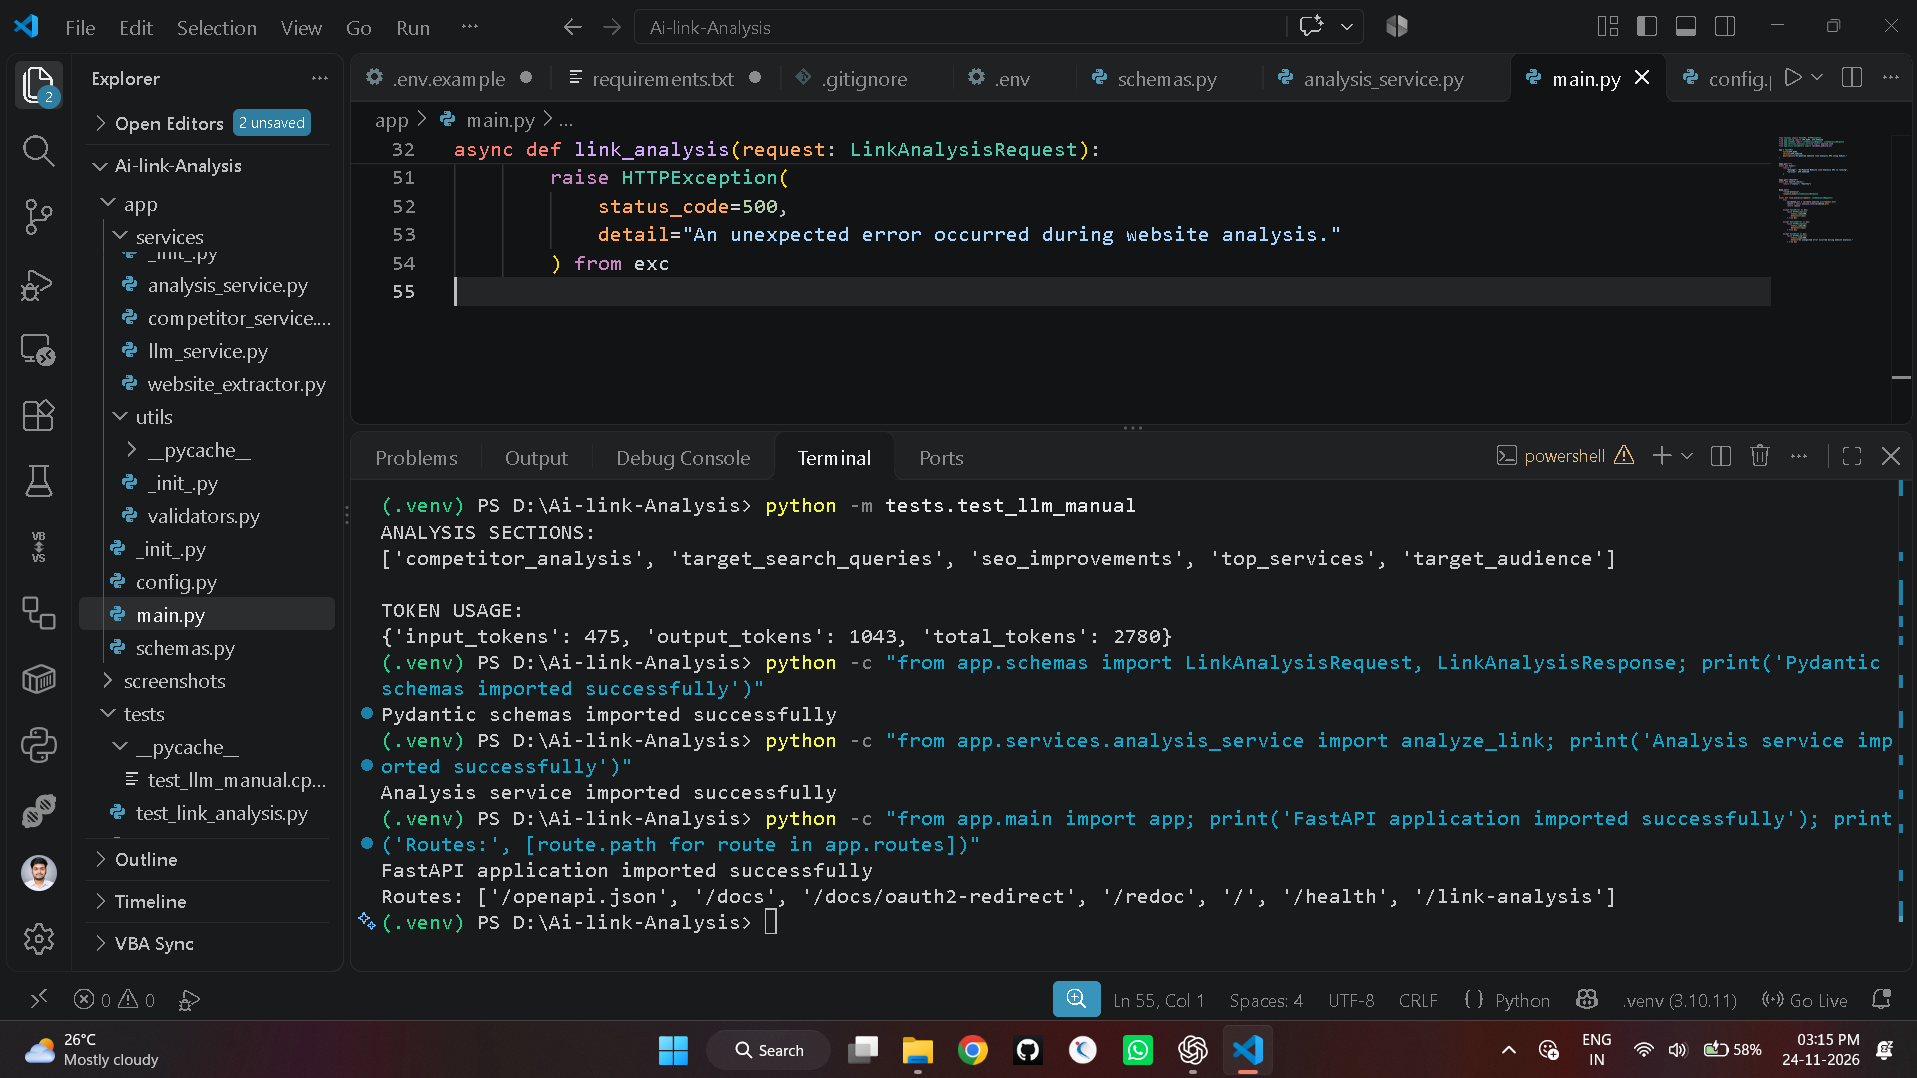 File Edit Selection View Go Run ...
Ai-link-Analysis
Explorer
2
Open Editors 2 unsaved
Ai-link-Analysis
app
services
_init_.py
analysis_service.py
competitor_service....
llm_service.py
website_extractor.py
utils
__pycache__
_init_.py
validators.py
_init_.py
config.py
main.py
schemas.py
screenshots
tests
__pycache__
test_llm_manual.cp...
test_link_analysis.py
Outline
Timeline
VBA Sync
VB
VS
.env.example requirements.txt .gitignore .env schemas.py analysis_service.py main.py config.p
app > main.py > ...
32 async def link_analysis(request: LinkAnalysisRequest):
51 raise HTTPException(
52 status_code=500,
53 detail="An unexpected error occurred during website analysis."
54 ) from exc
55
Problems Output Debug Console Terminal Ports
powershell
(.venv) PS D:\Ai-link-Analysis> python -m tests.test_llm_manual
ANALYSIS SECTIONS:
['competitor_analysis', 'target_search_queries', 'seo_improvements', 'top_services', 'target_audience']
TOKEN USAGE:
{'input_tokens': 475, 'output_tokens': 1043, 'total_tokens': 2780}
(.venv) PS D:\Ai-link-Analysis> python -c "from app.schemas import LinkAnalysisRequest, LinkAnalysisResponse; print('Pydantic
schemas imported successfully')"
Pydantic schemas imported successfully
(.venv) PS D:\Ai-link-Analysis> python -c "from app.services.analysis_service import analyze_link; print('Analysis service imp
orted successfully')"
Analysis service imported successfully
(.venv) PS D:\Ai-link-Analysis> python -c "from app.main import app; print('FastAPI application imported successfully'); print
('Routes:', [route.path for route in app.routes])"
FastAPI application imported successfully
Routes: ['/openapi.json', '/docs', '/docs/oauth2-redirect', '/redoc', '/', '/health', '/link-analysis']
(.venv) PS D:\Ai-link-Analysis>
0 0
Ln 55, Col 1 Spaces: 4 UTF-8 CRLF { } Python .venv (3.10.11) Go Live
26°C
Mostly cloudy
Search
ENG
IN
58%
03:15 PM
24-11-2026